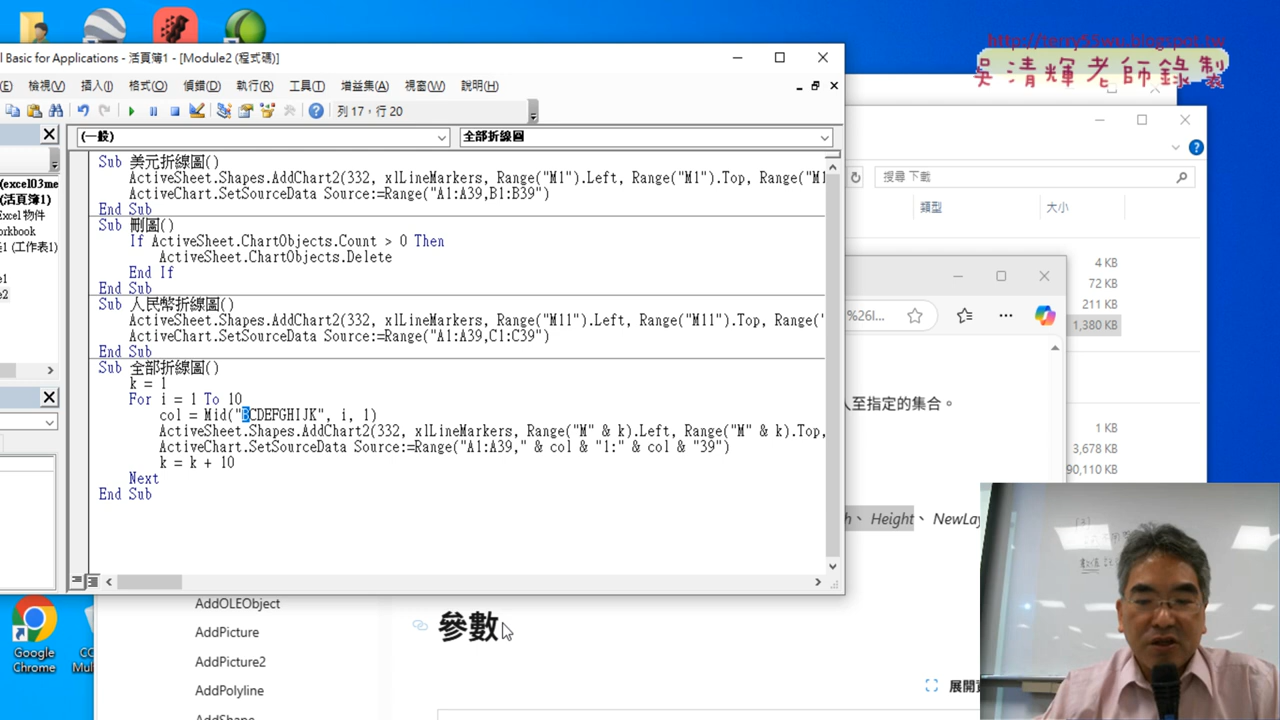 http://terry55wu.blogspot.tw
吳清輝老師錄製
l Basic for Applications - 活頁簿1 - [Module2 (程式碼)]
(E) 檢視(V) 插入(I) 格式(O) 偵錯(D) 執行(R) 工具(T) 增益集(A) 視窗(W) 說明(H)
列 17，行 20
(一般) 全部折線圖
(excel03me
(活頁簿1)
Excel 物件
orkbook
1 (工作表1)
e1
e2
Sub 美元折線圖()
ActiveSheet.Shapes.AddChart2(332, xlLineMarkers, Range("M1").Left, Range("M1").Top, Range("M1
ActiveChart.SetSourceData Source:=Range("A1:A39,B1:B39")
End Sub
Sub 刪圖()
If ActiveSheet.ChartObjects.Count > 0 Then
ActiveSheet.ChartObjects.Delete
End If
End Sub
Sub 人民幣折線圖()
ActiveSheet.Shapes.AddChart2(332, xlLineMarkers, Range("M11").Left, Range("M11").Top, Range("
ActiveChart.SetSourceData Source:=Range("A1:A39,C1:C39")
End Sub
Sub 全部折線圖()
k = 1
For i = 1 To 10
col = Mid("BCDEFGHIJK", i, 1)
ActiveSheet.Shapes.AddChart2(332, xlLineMarkers, Range("M" & k).Left, Range("M" & k).Top,
ActiveChart.SetSourceData Source:=Range("A1:A39," & col & "1:" & col & "39")
k = k + 10
Next
End Sub
搜尋 下載
類型 大小
4 KB
72 KB
211 KB
1,380 KB
1 KB
3,678 KB
90,110 KB
%26l...
入至指定的集合。
h、 Height、 NewLay
AddOLEObject
AddPicture
AddPicture2
AddPolyline
AddShape
參數
展開
Google
Chrome